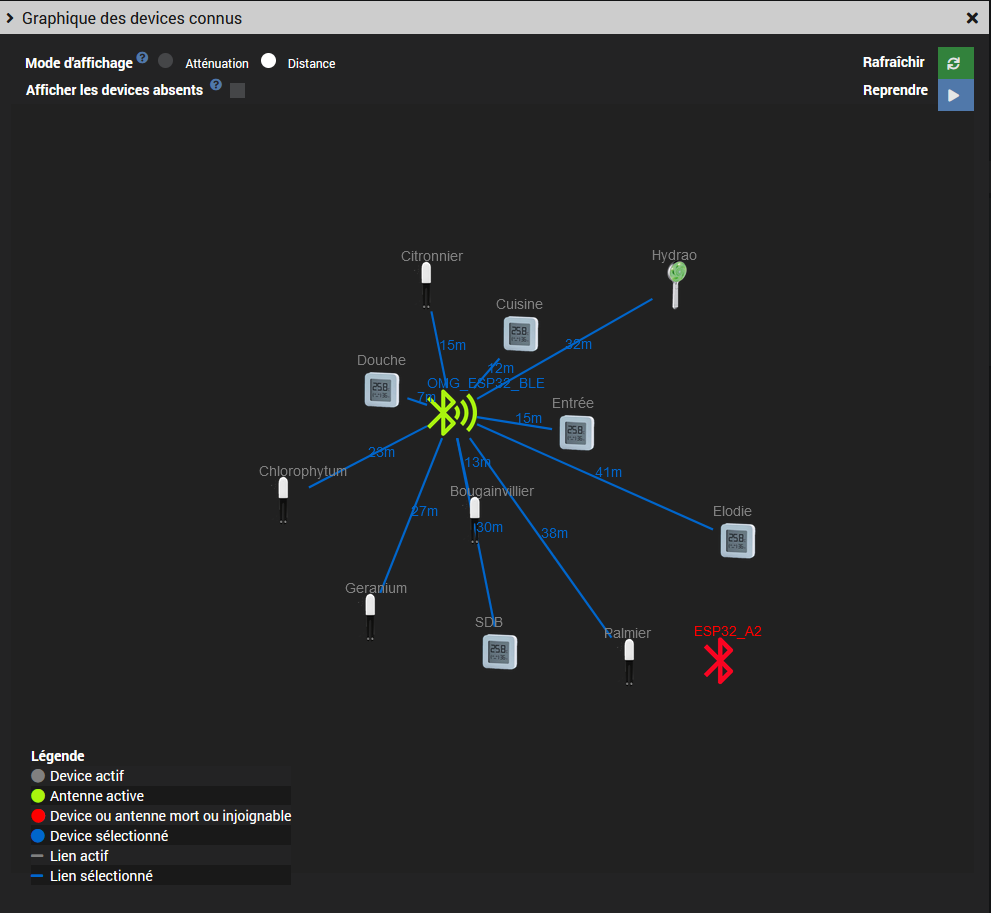 Graphique des devices connus
Mode d'affichage ? Atténuation Distance
Rafraîchir
Afficher les devices absents ?
Reprendre
Citronnier
Hydrao
Cuisine
15m
32m
Douche
12m
OMG_ESP32_BLE
7m
Entrée
15m
23m
13m
Chlorophytum
41m
Bougainvillier
27m
Elodie
30m
38m
Geranium
SDB
Palmier
ESP32_A2
Légende
Device actif
Antenne active
Device ou antenne mort ou injoignable
Device sélectionné
Lien actif
Lien sélectionné